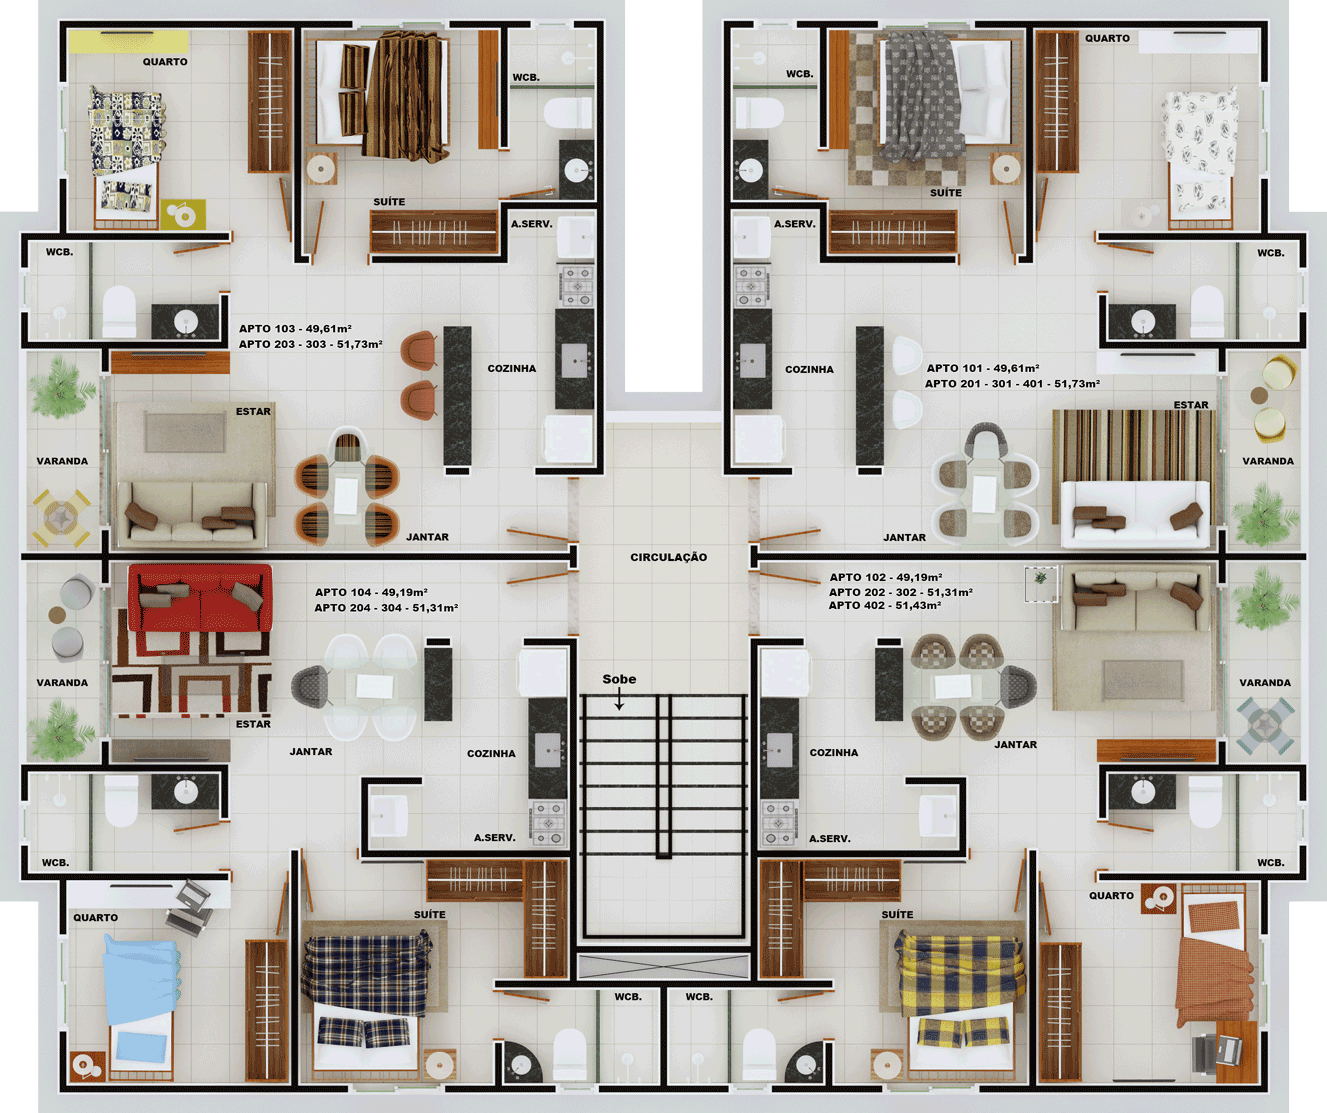 QUARTO
WCB.
SUÍTE
A.SERV.
WCB.
APTO 103 - 49,61m²
APTO 203 - 303 - 51,73m²
COZINHA
ESTAR
VARANDA
JANTAR
WCB.
QUARTO
SUÍTE
A.SERV.
WCB.
COZINHA
APTO 101 - 49,61m²
APTO 201 - 301 - 401 - 51,73m²
ESTAR
VARANDA
JANTAR
CIRCULAÇÃO
APTO 104 - 49,19m²
APTO 204 - 304 - 51,31m²
VARANDA
ESTAR
JANTAR
COZINHA
A.SERV.
WCB.
QUARTO
SUÍTE
WCB.
Sobe
APTO 102 - 49,19m²
APTO 202 - 302 - 51,31m²
APTO 402 - 51,43m²
VARANDA
JANTAR
COZINHA
A.SERV.
WCB.
SUÍTE
QUARTO
WCB.